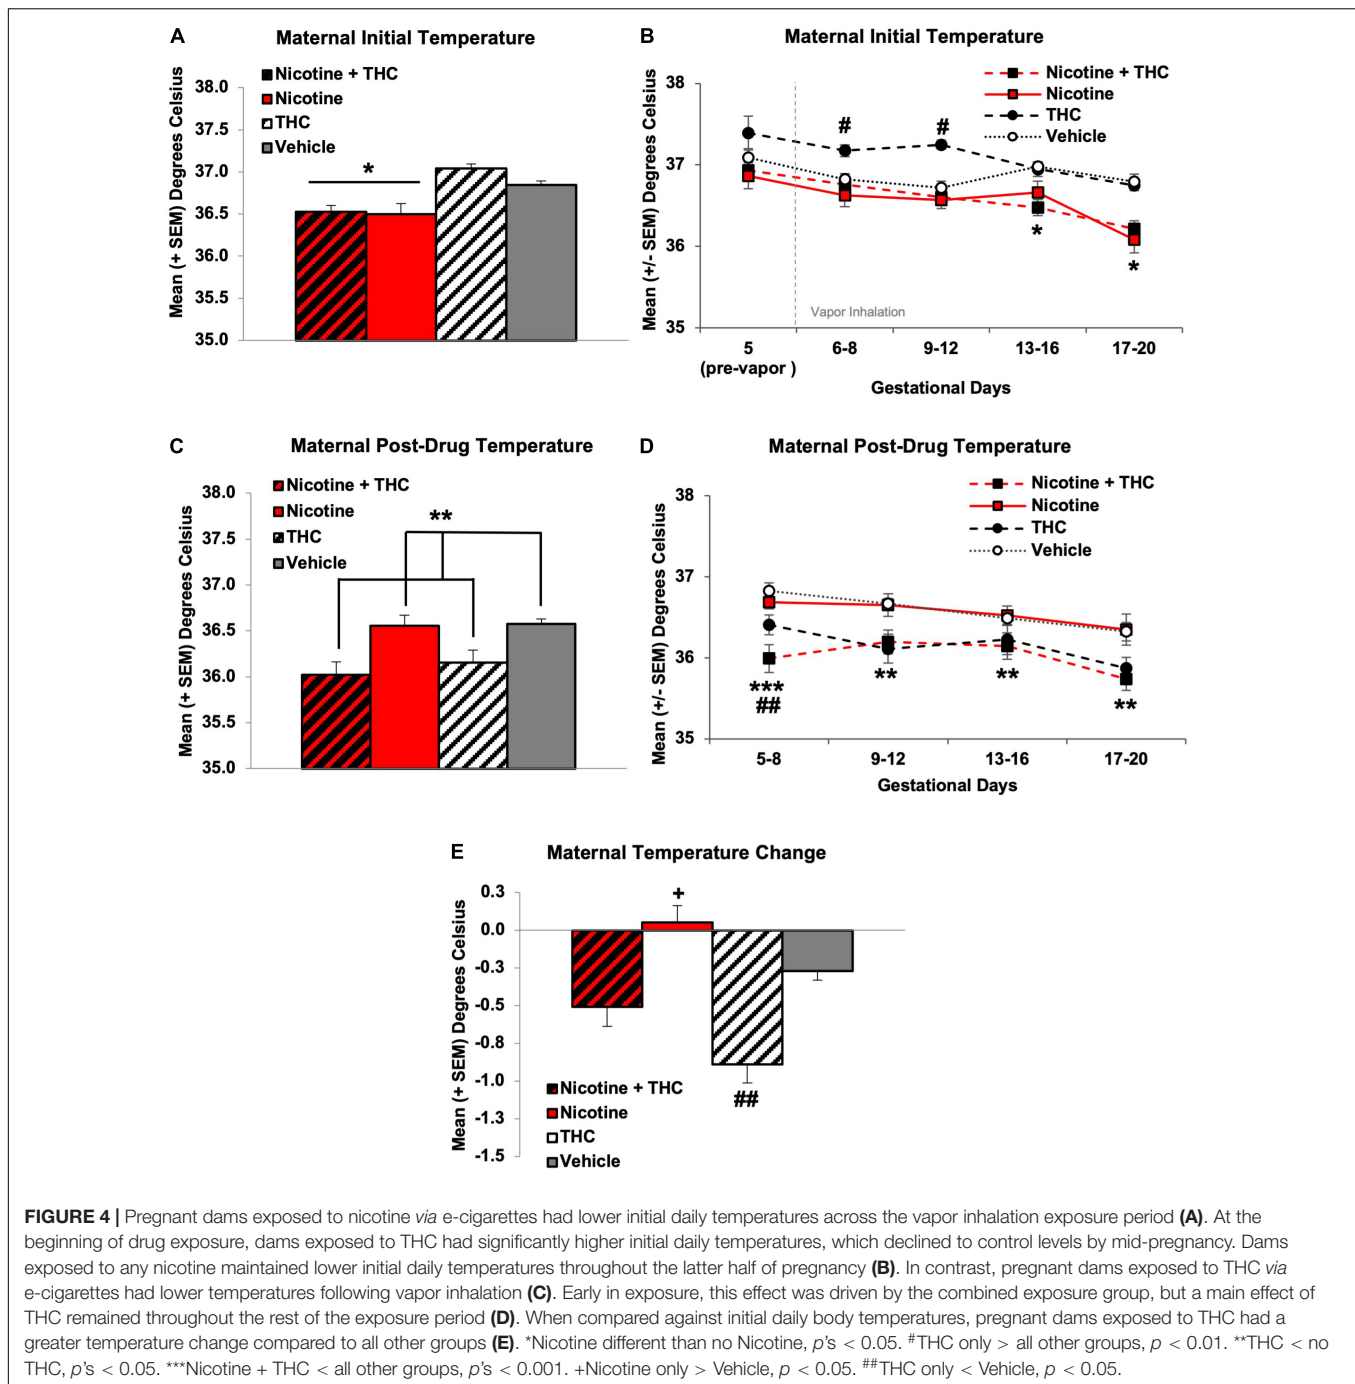 A
Maternal Initial Temperature
Mean (+ SEM) Degrees Celsius
38.0
37.5
37.0
36.5
36.0
35.5
35.0
Nicotine + THC
Nicotine
THC
Vehicle
*
B
Maternal Initial Temperature
Mean (+/- SEM) Degrees Celsius
38
37
36
35
Nicotine + THC
Nicotine
THC
Vehicle
# #
*
*
Vapor Inhalation
5 6-8 9-12 13-16 17-20
(pre-vapor )
Gestational Days
C
Maternal Post-Drug Temperature
Mean (+ SEM) Degrees Celsius
38.0
37.5
37.0
36.5
36.0
35.5
35.0
Nicotine + THC
Nicotine
THC
Vehicle
**
D
Maternal Post-Drug Temperature
Mean (+/- SEM) Degrees Celsius
38
37
36
35
Nicotine + THC
Nicotine
THC
Vehicle
*** ** ** **
##
5-8 9-12 13-16 17-20
Gestational Days
E
Maternal Temperature Change
Mean (+ SEM) Degrees Celsius
0.3
0.0
-0.3
-0.5
-0.8
-1.0
-1.3
-1.5
+
##
Nicotine + THC
Nicotine
THC
Vehicle
FIGURE 4 | Pregnant dams exposed to nicotine via e-cigarettes had lower initial daily temperatures across the vapor inhalation exposure period (A). At the
beginning of drug exposure, dams exposed to THC had significantly higher initial daily temperatures, which declined to control levels by mid-pregnancy. Dams
exposed to any nicotine maintained lower initial daily temperatures throughout the latter half of pregnancy (B). In contrast, pregnant dams exposed to THC via
e-cigarettes had lower temperatures following vapor inhalation (C). Early in exposure, this effect was driven by the combined exposure group, but a main effect of
THC remained throughout the rest of the exposure period (D). When compared against initial daily body temperatures, pregnant dams exposed to THC had a
greater temperature change compared to all other groups (E). *Nicotine different than no Nicotine, p's < 0.05. #THC only > all other groups, p < 0.01. **THC < no
THC, p's < 0.05. ***Nicotine + THC < all other groups, p's < 0.001. +Nicotine only > Vehicle, p < 0.05. ##THC only < Vehicle, p < 0.05.